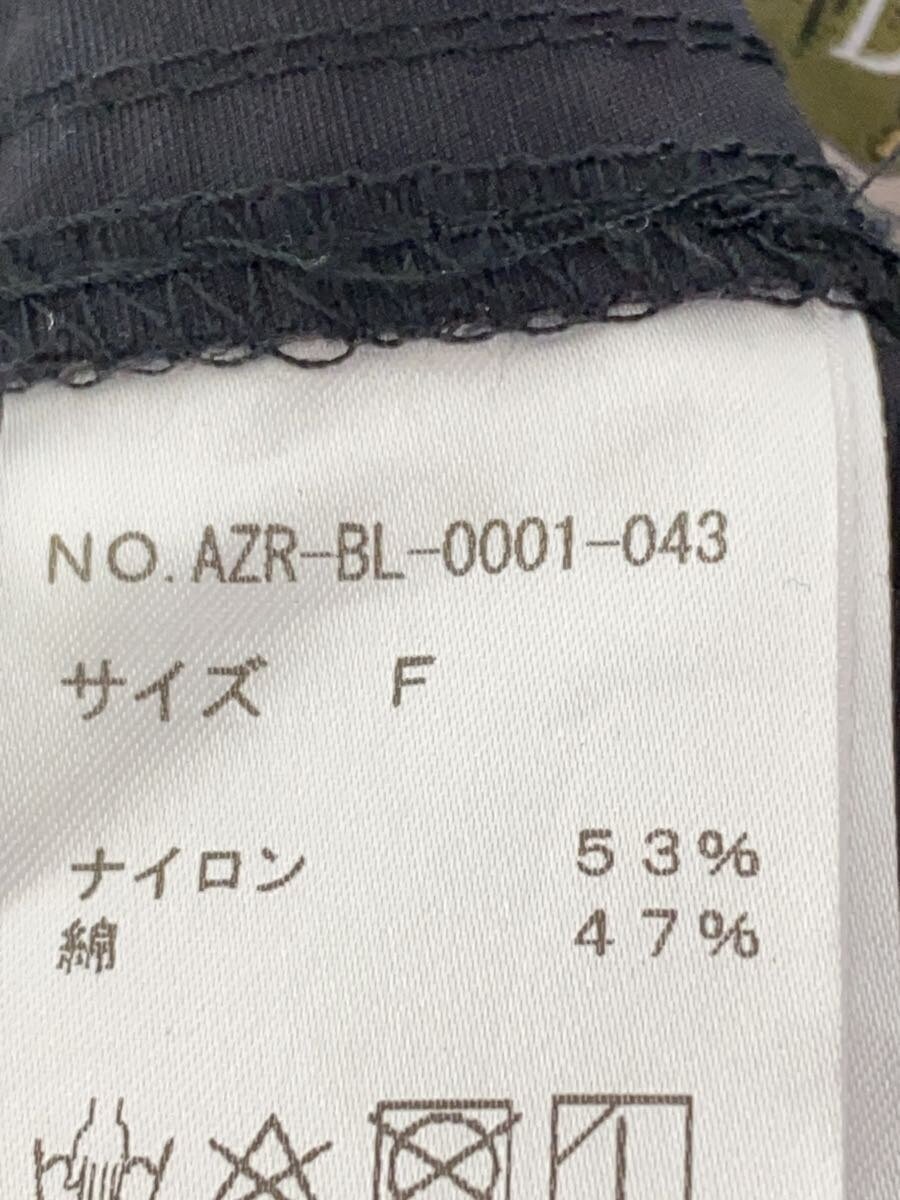 NO.AZR-BL-0001-043
サイズ F
ナイロン 53%
綿 47%